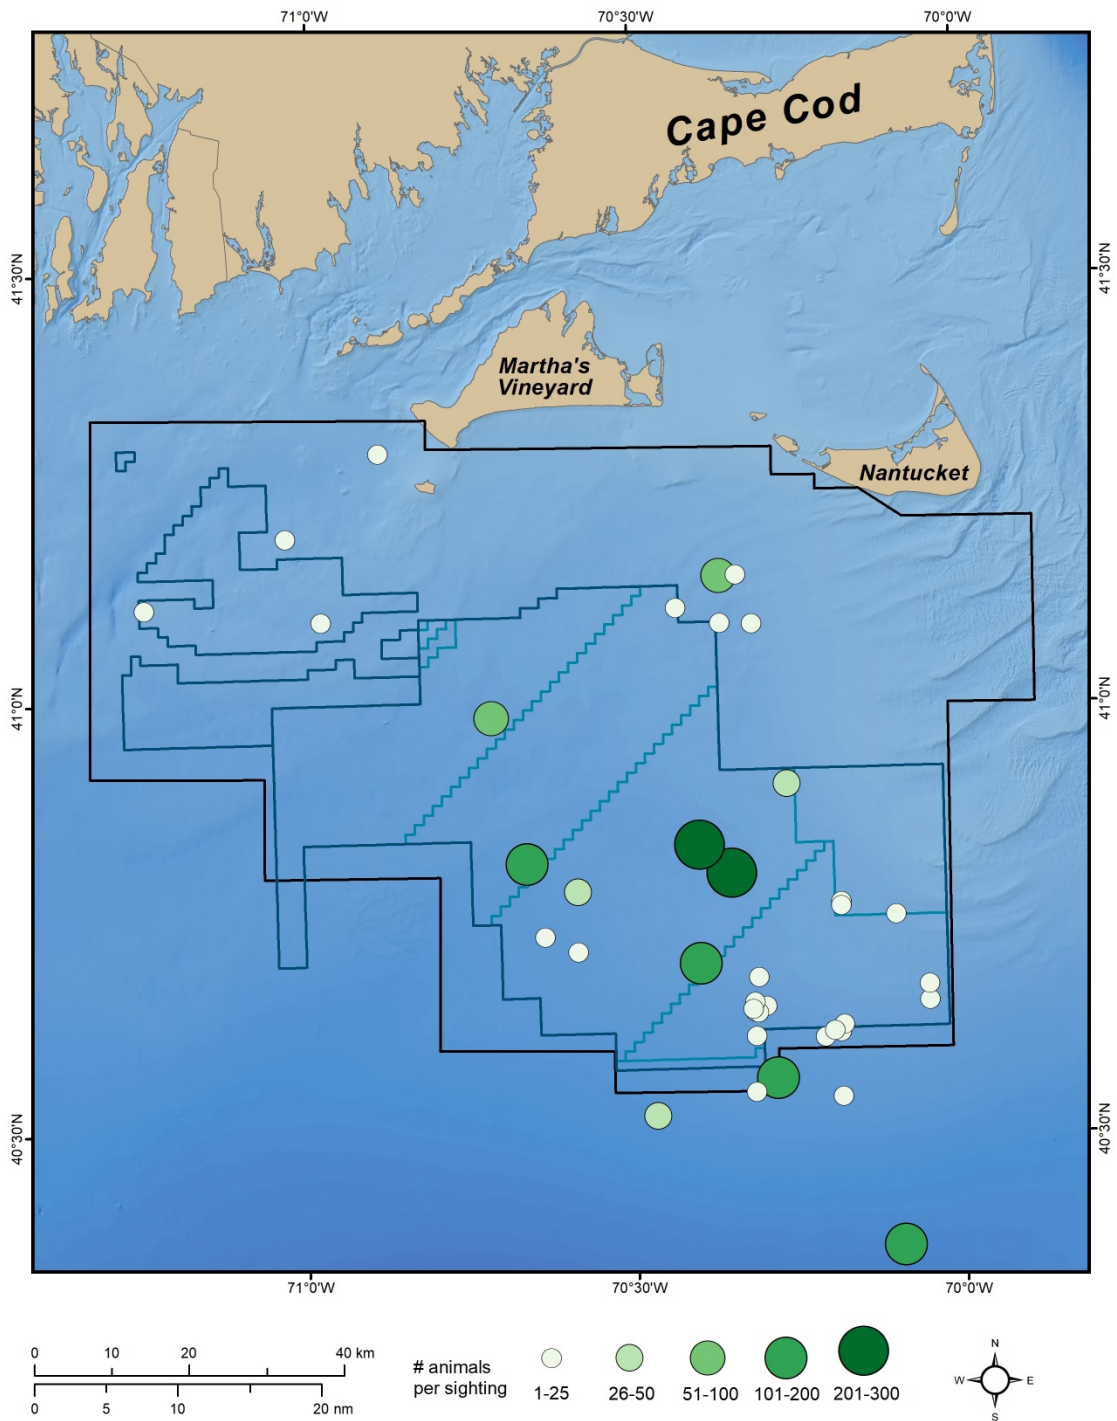 71°0'W
70°30'W
70°0'W
Cape Cod
41°30'N
41°30'N
Martha's
Vineyard
Nantucket
41°0'N
41°0'N
40°30'N
40°30'N
71°0'W
70°30'W
70°0'W
0 10 20 40 km
0 5 10 20 nm
# animals
per sighting
1-25
26-50
51-100
101-200
201-300
N
W E
S